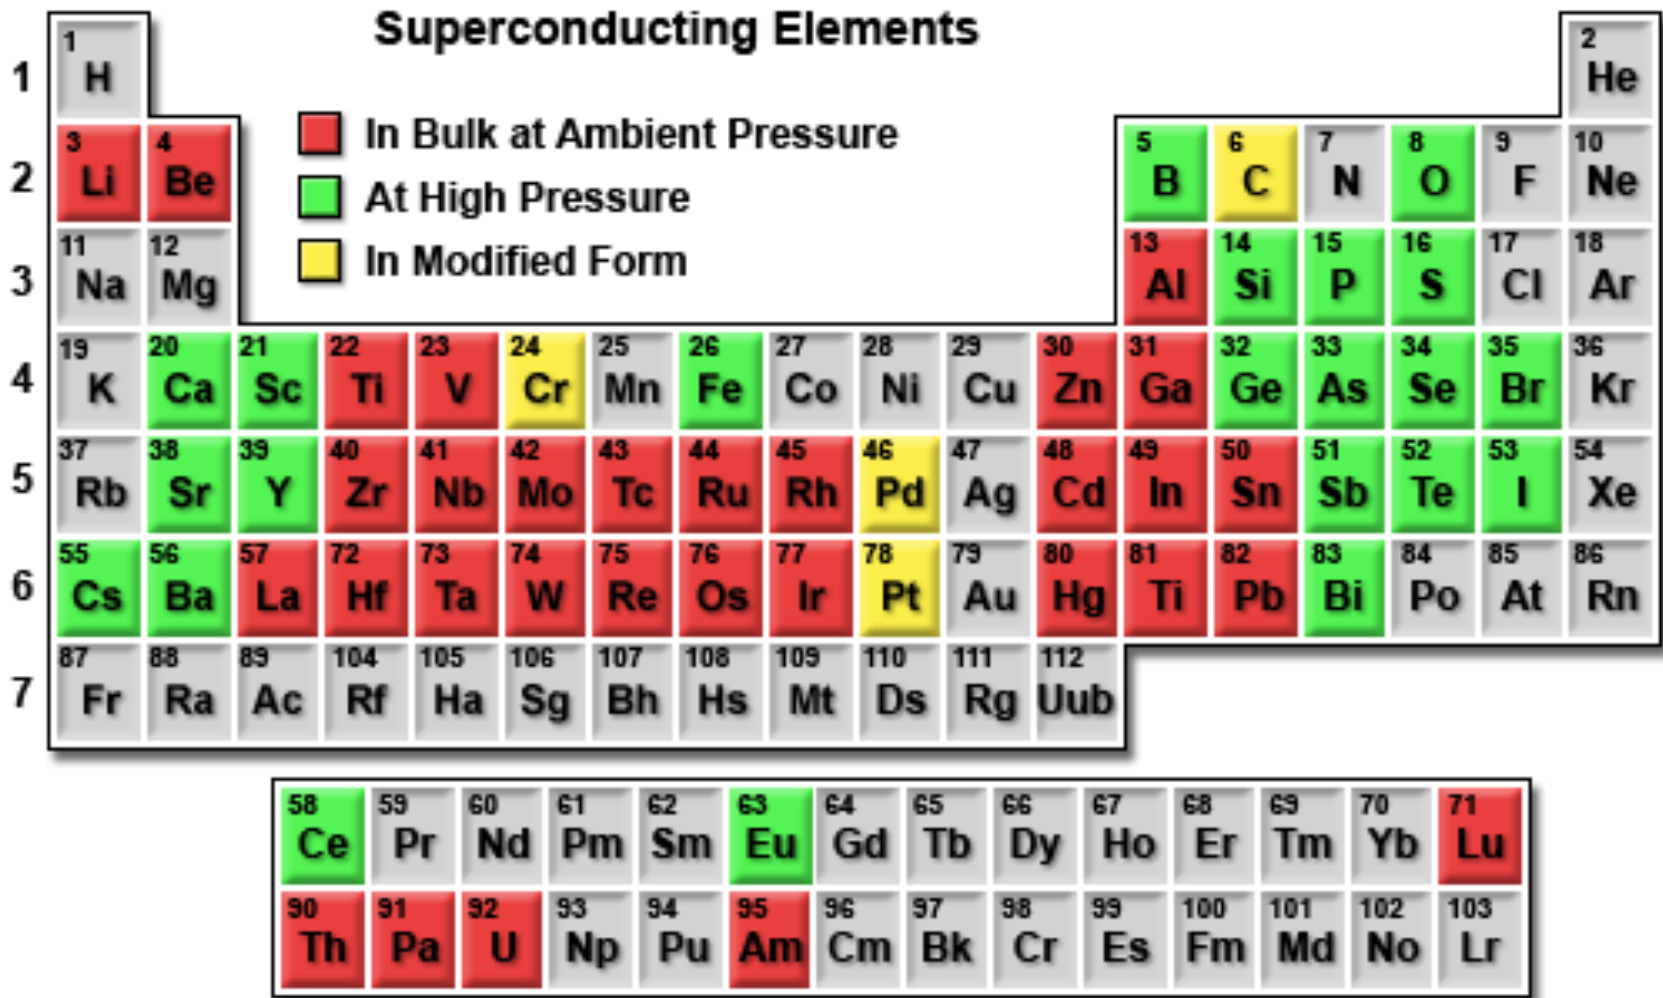 Superconducting Elements
In Bulk at Ambient Pressure
At High Pressure
In Modified Form
1 2
1 H He
3 4 5 6 7 8 9 10
2 Li Be B C N O F Ne
11 12 13 14 15 16 17 18
3 Na Mg Al Si P S Cl Ar
19 20 21 22 23 24 25 26 27 28 29 30 31 32 33 34 35 36
4 K Ca Sc Ti V Cr Mn Fe Co Ni Cu Zn Ga Ge As Se Br Kr
37 38 39 40 41 42 43 44 45 46 47 48 49 50 51 52 53 54
5 Rb Sr Y Zr Nb Mo Tc Ru Rh Pd Ag Cd In Sn Sb Te I Xe
55 56 57 72 73 74 75 76 77 78 79 80 81 82 83 84 85 86
6 Cs Ba La Hf Ta W Re Os Ir Pt Au Hg Ti Pb Bi Po At Rn
87 88 89 104 105 106 107 108 109 110 111 112
7 Fr Ra Ac Rf Ha Sg Bh Hs Mt Ds Rg Uub
58 59 60 61 62 63 64 65 66 67 68 69 70 71
Ce Pr Nd Pm Sm Eu Gd Tb Dy Ho Er Tm Yb Lu
90 91 92 93 94 95 96 97 98 99 100 101 102 103
Th Pa U Np Pu Am Cm Bk Cr Es Fm Md No Lr